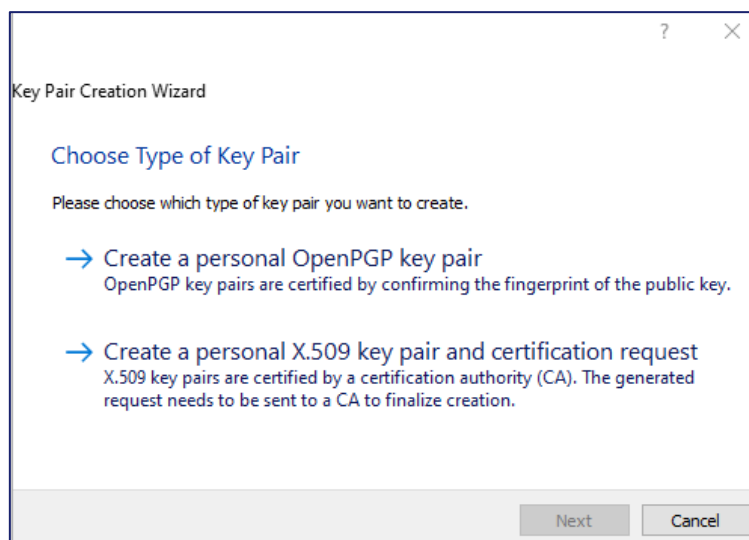 ?
Key Pair Creation Wizard
Choose Type of Key Pair
Please choose which type of key pair you want to create.
Create a personal OpenPGP key pair
OpenPGP key pairs are certified by confirming the fingerprint of the public key.
Create a personal X.509 key pair and certification request
X.509 key pairs are certified by a certification authority (CA). The generated
request needs to be sent to a CA to finalize creation.
Next Cancel